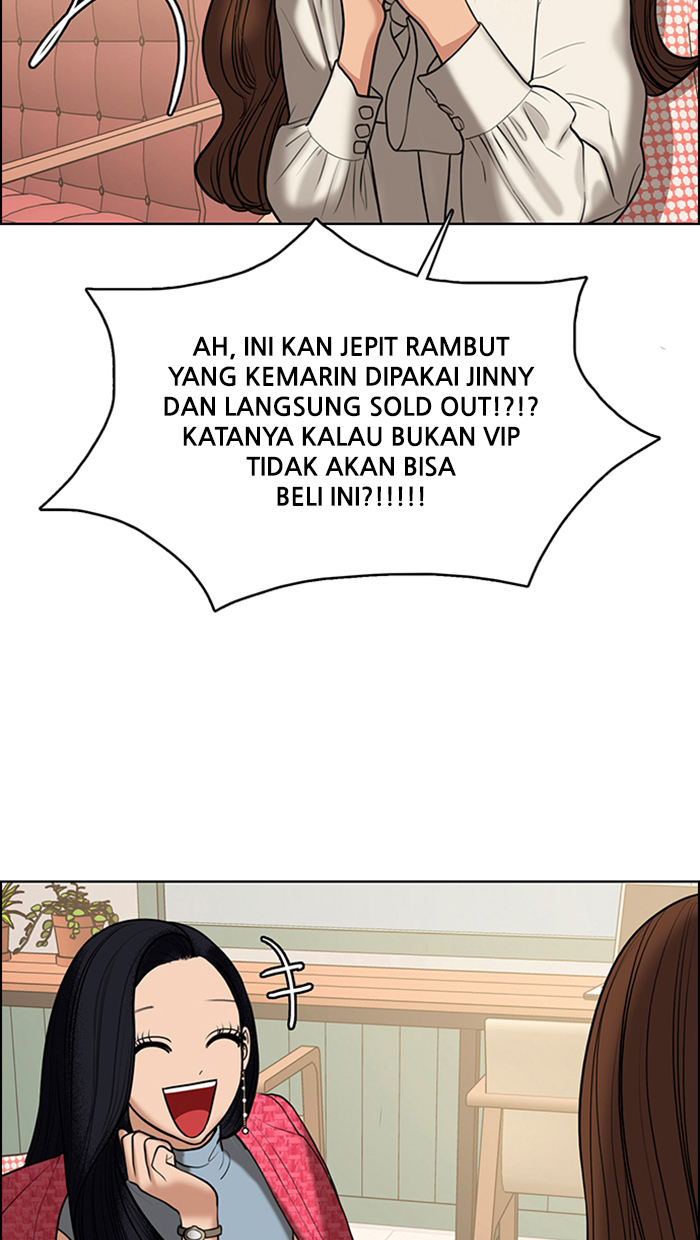 AH, INI KAN JEPIT RAMBUT
YANG KEMARIN DIPAKAI JINNY
DAN LANGSUNG SOLD OUT!?!?
KATANYA KALAU BUKAN VIP
TIDAK AKAN BISA
BELI INI?!!!!!